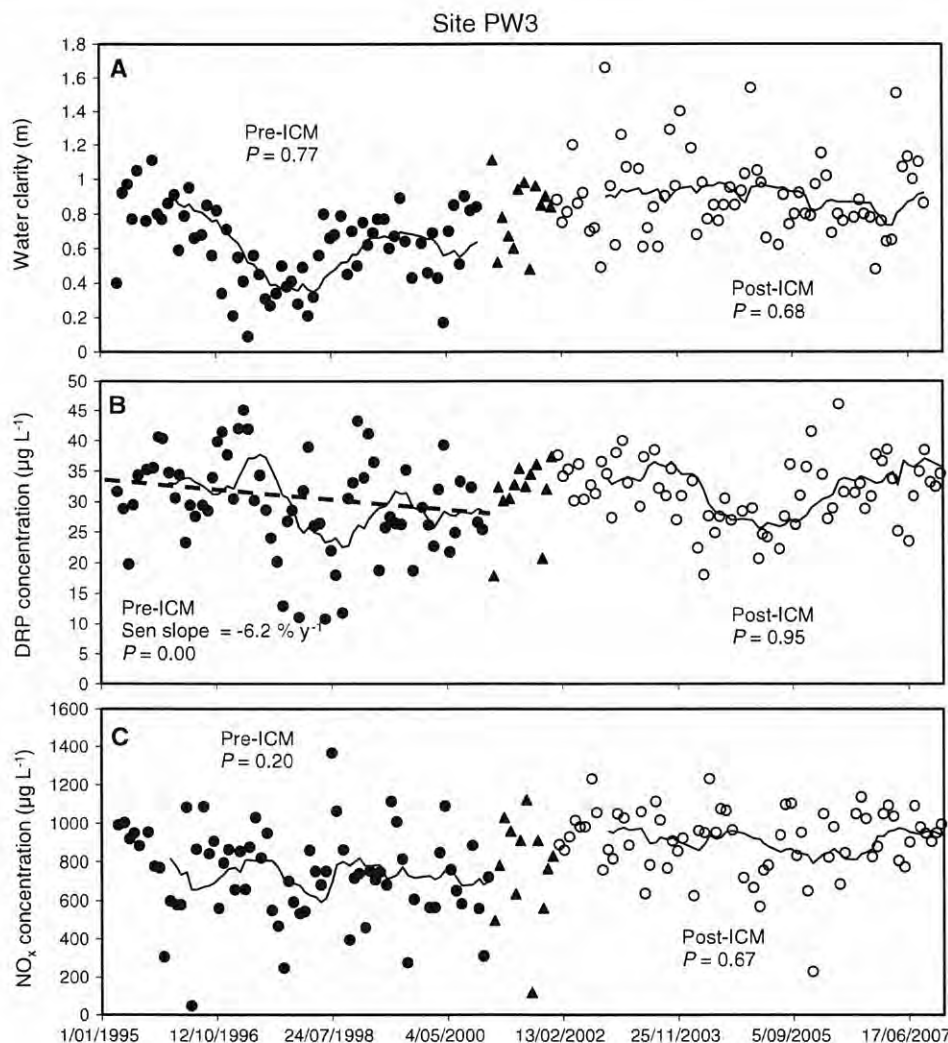 Site PW3
A
Water clarity (m)
1.8
1.6
1.4
1.2
1
0.8
0.6
0.4
0.2
0
Pre-ICM
P = 0.77
Post-ICM
P = 0.68
B
DRP concentration (µg L⁻¹)
50
45
40
35
30
25
20
15
10
5
0
Pre-ICM
Sen slope = -6.2 % y⁻¹
P = 0.00
Post-ICM
P = 0.95
C
NOₓ concentration (µg L⁻¹)
1600
1400
1200
1000
800
600
400
200
0
Pre-ICM
P = 0.20
Post-ICM
P = 0.67
1/01/1995 12/10/1996 24/07/1998 4/05/2000 13/02/2002 25/11/2003 5/09/2005 17/06/2007